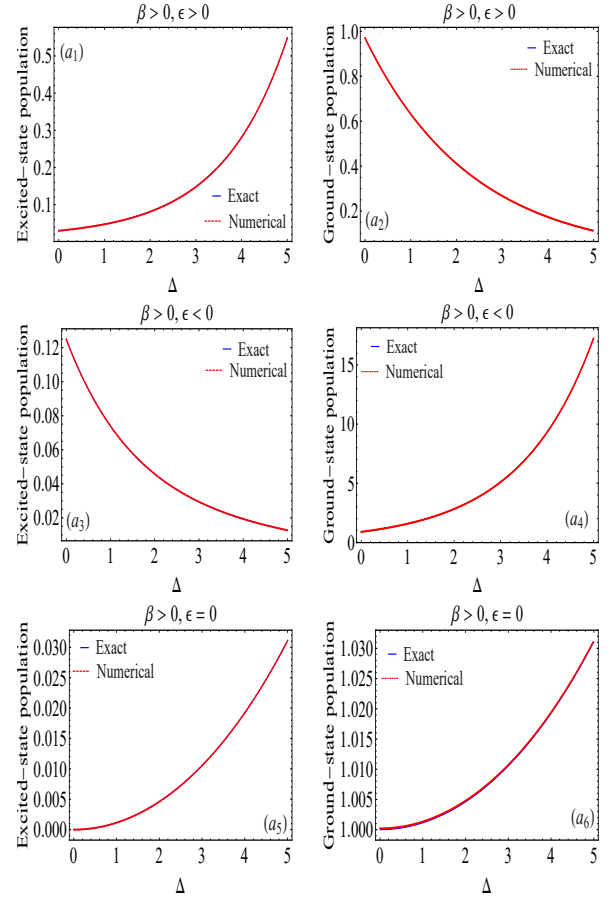 β > 0, ϵ > 0
Excited−state population
0.5
0.4
0.3
0.2
0.1
(a1)
Exact
Numerical
0 1 2 3 4 5
Δ
β > 0, ϵ > 0
Ground−state population
1.0
0.8
0.6
0.4
0.2
Exact
Numerical
(a2)
0 1 2 3 4 5
Δ
β > 0, ϵ < 0
Excited−state population
0.12
0.10
0.08
0.06
0.04
0.02
Exact
Numerical
(a3)
0 1 2 3 4 5
Δ
β > 0, ϵ < 0
Ground−state population
15
10
5
0
Exact
Numerical
(a4)
0 1 2 3 4 5
Δ
β > 0, ϵ = 0
Excited−state population
0.030
0.025
0.020
0.015
0.010
0.005
0.000
Exact
Numerical
(a5)
0 1 2 3 4 5
Δ
β > 0, ϵ = 0
Ground−state population
1.030
1.025
1.020
1.015
1.010
1.005
1.000
Exact
Numerical
(a6)
0 1 2 3 4 5
Δ